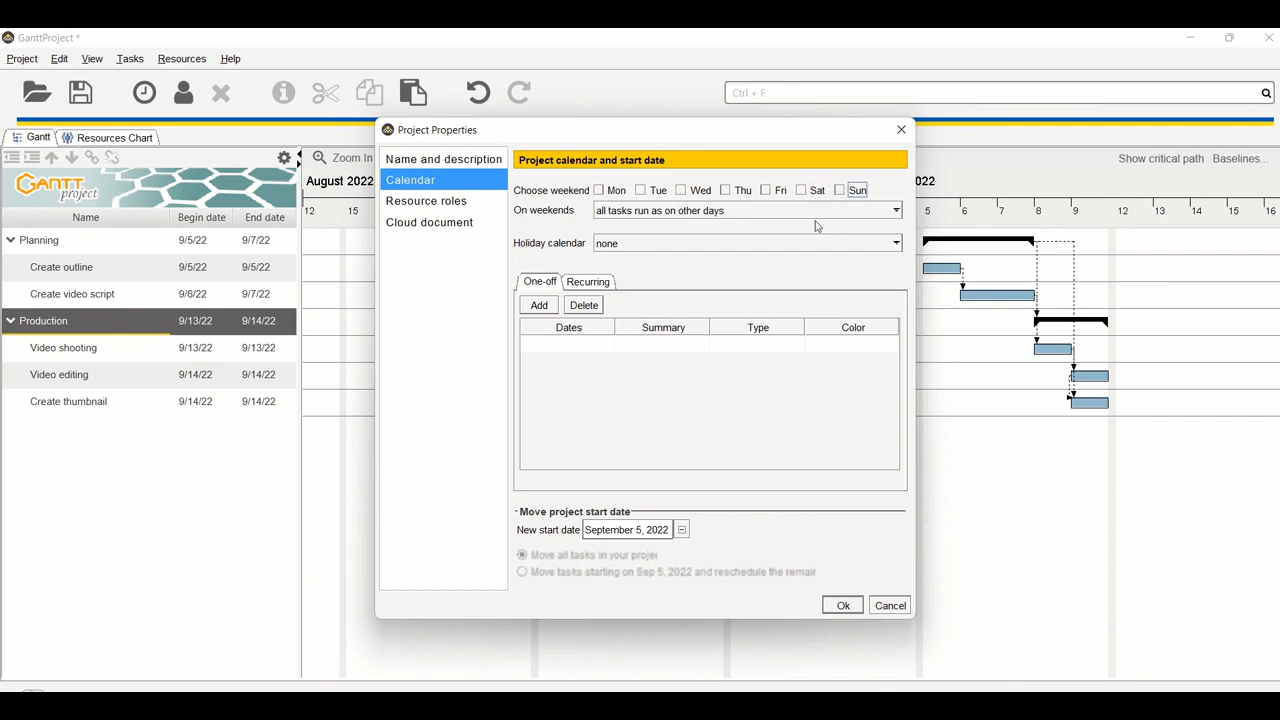 GanttProject *
Project Edit View Tasks Resources Help
Ctrl + F
Gantt Resources Chart
Zoom In
Show critical path Baselines...
GANTT project
August 2022
022
12 15
5 6 7 8 9 12 13 14 15 16
Name Begin date End date
Planning 9/5/22 9/7/22
Create outline 9/5/22 9/5/22
Create video script 9/6/22 9/7/22
Production 9/13/22 9/14/22
Video shooting 9/13/22 9/13/22
Video editing 9/14/22 9/14/22
Create thumbnail 9/14/22 9/14/22
Project Properties
Name and description
Calendar
Resource roles
Cloud document
Project calendar and start date
Choose weekend Mon Tue Wed Thu Fri Sat Sun
On weekends all tasks run as on other days
Holiday calendar none
One-off Recurring
Add Delete
Dates Summary Type Color
Move project start date
New start date September 5, 2022
Move all tasks in your projec
Move tasks starting on Sep 5, 2022 and reschedule the remain
Ok Cancel